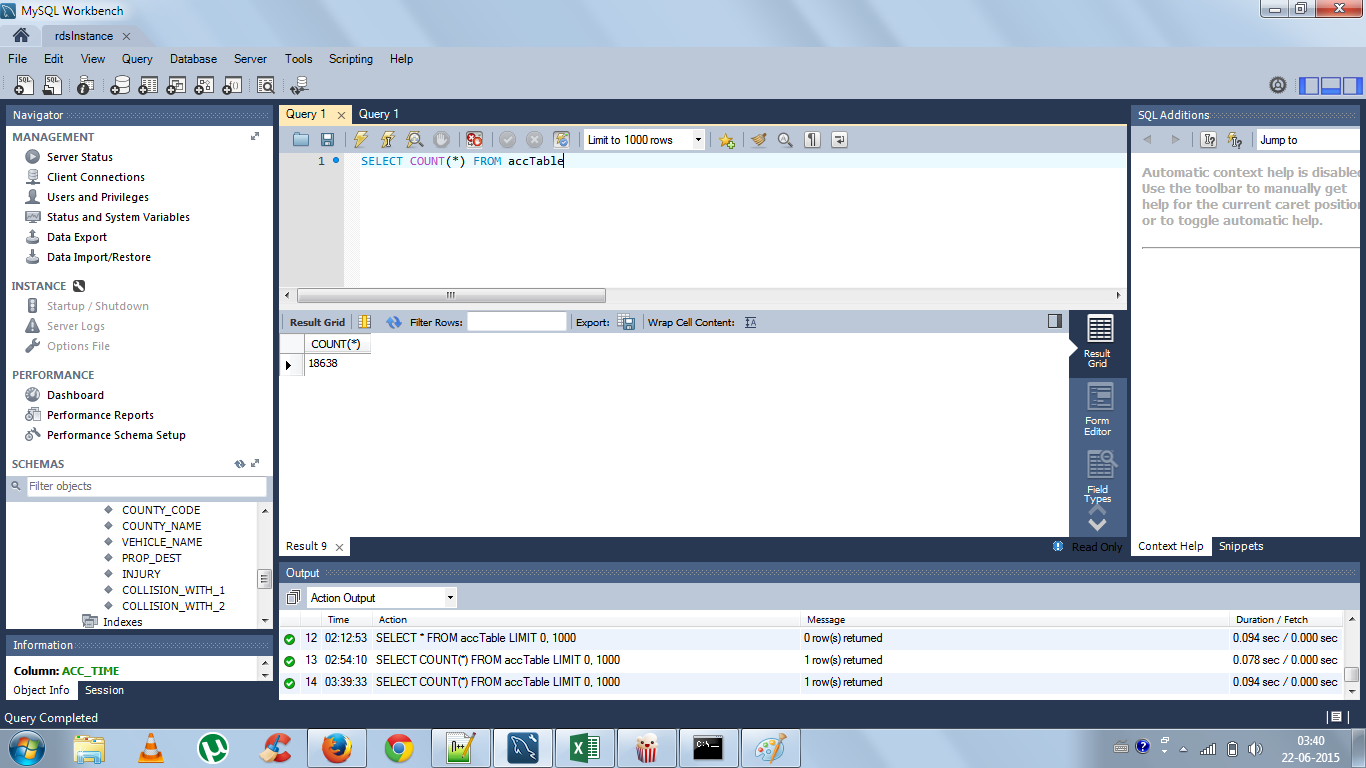 MySQL Workbench
rdsInstance
File Edit View Query Database Server Tools Scripting Help
Navigator
MANAGEMENT
Server Status
Client Connections
Users and Privileges
Status and System Variables
Data Export
Data Import/Restore
INSTANCE
Startup / Shutdown
Server Logs
Options File
PERFORMANCE
Dashboard
Performance Reports
Performance Schema Setup
SCHEMAS
Filter objects
COUNTY_CODE
COUNTY_NAME
VEHICLE_NAME
PROP_DEST
INJURY
COLLISION_WITH_1
COLLISION_WITH_2
Indexes
Information
Column: ACC_TIME
Object Info Session
Query 1 Query 1
Limit to 1000 rows
1 SELECT COUNT(*) FROM accTable
Result Grid Filter Rows: Export: Wrap Cell Content:
COUNT(*)
18638
Result Grid
Form Editor
Field Types
Result 9
Read Only
SQL Additions
Jump to
Automatic context help is disabled
Use the toolbar to manually get
help for the current caret position
or to toggle automatic help.
Context Help Snippets
Output
Action Output
Time Action Message Duration / Fetch
12 02:12:53 SELECT * FROM accTable LIMIT 0, 1000 0 row(s) returned 0.094 sec / 0.000 sec
13 02:54:10 SELECT COUNT(*) FROM accTable LIMIT 0, 1000 1 row(s) returned 0.078 sec / 0.000 sec
14 03:39:33 SELECT COUNT(*) FROM accTable LIMIT 0, 1000 1 row(s) returned 0.094 sec / 0.000 sec
Query Completed
03:40
22-06-2015